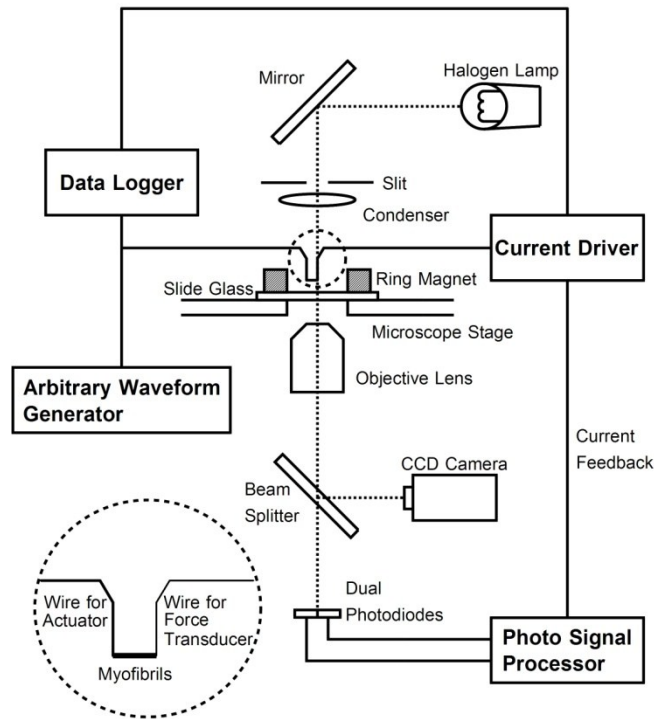 Halogen Lamp
Mirror
Data Logger
Slit
Condenser
Current Driver
Ring Magnet
Slide Glass
Microscope Stage
Objective Lens
Arbitrary Waveform
Generator
Current
Feedback
CCD Camera
Beam
Splitter
Dual
Photodiodes
Wire for
Actuator
Wire for
Force
Transducer
Myofibrils
Photo Signal
Processor